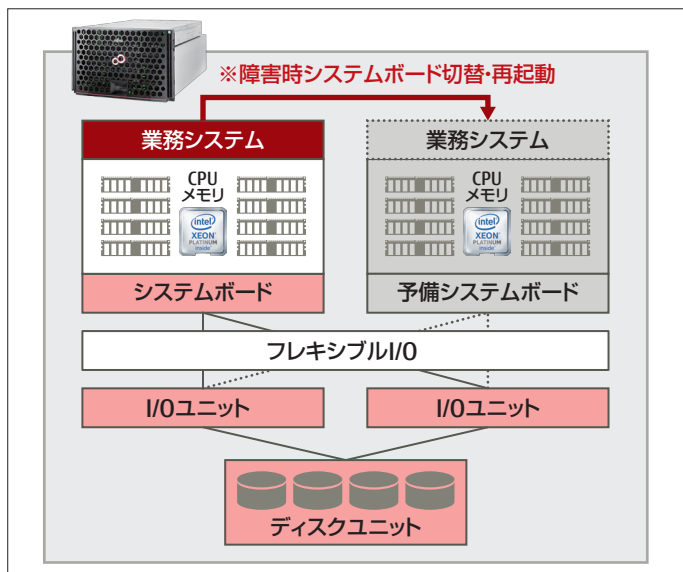 ※障害時システムボード切替・再起動
業務システム
業務システム
CPU
メモリ
intel
XEON
PLATINUM
inside
CPU
メモリ
intel
XEON
PLATINUM
inside
システムボード
予備システムボード
フレキシブルI/O
I/Oユニット
I/Oユニット
ディスクユニット